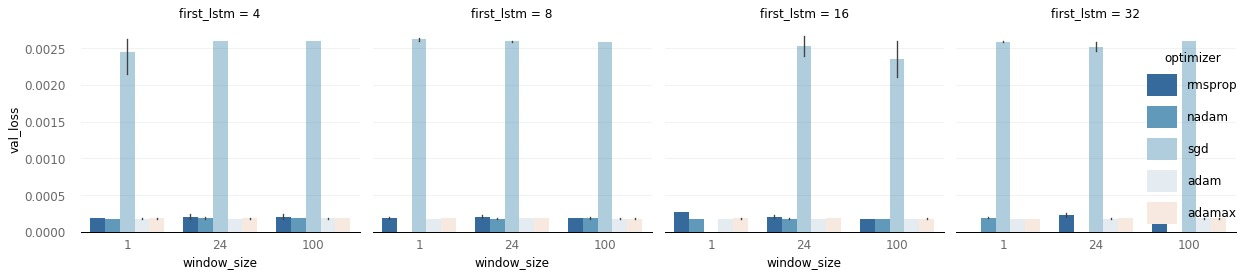 first_lstm = 4
first_lstm = 8
first_lstm = 16
first_lstm = 32
val_loss
0.0025
0.0020
0.0015
0.0010
0.0005
0.0000
optimizer
rmsprop
nadam
sgd
adam
adamax
1 24 100
1 24 100
1 24 100
1 24 100
window_size
window_size
window_size